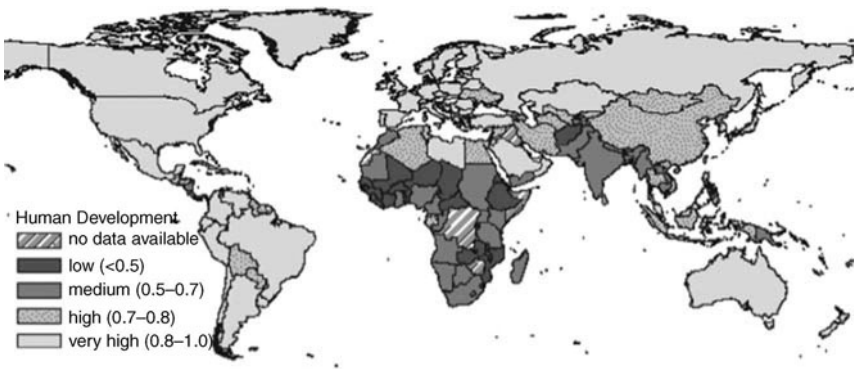 Human Development
no data available
low (<0.5)
medium (0.5–0.7)
high (0.7–0.8)
very high (0.8–1.0)